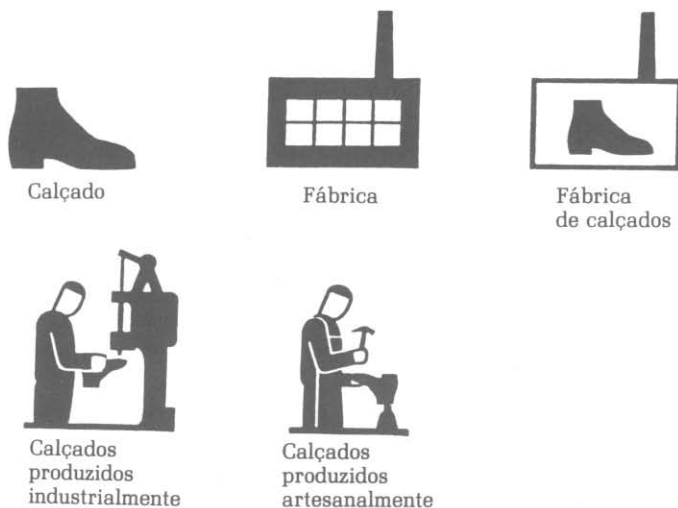 Calçado
Fábrica
Fábrica
de calçados
Calçados
produzidos
industrialmente
Calçados
produzidos
artesanalmente